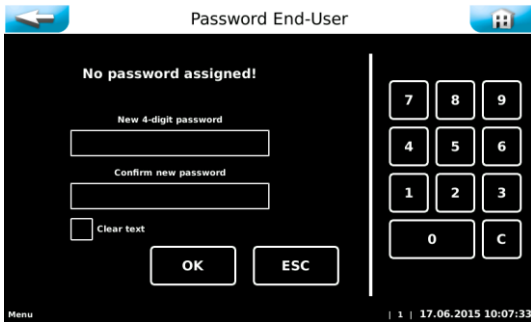 Password End-User
No password assigned!
New 4-digit password
Confirm new password
Clear text
OK ESC
7 8 9
4 5 6
1 2 3
0 C
Menu | 1 | 17.06.2015 10:07:33